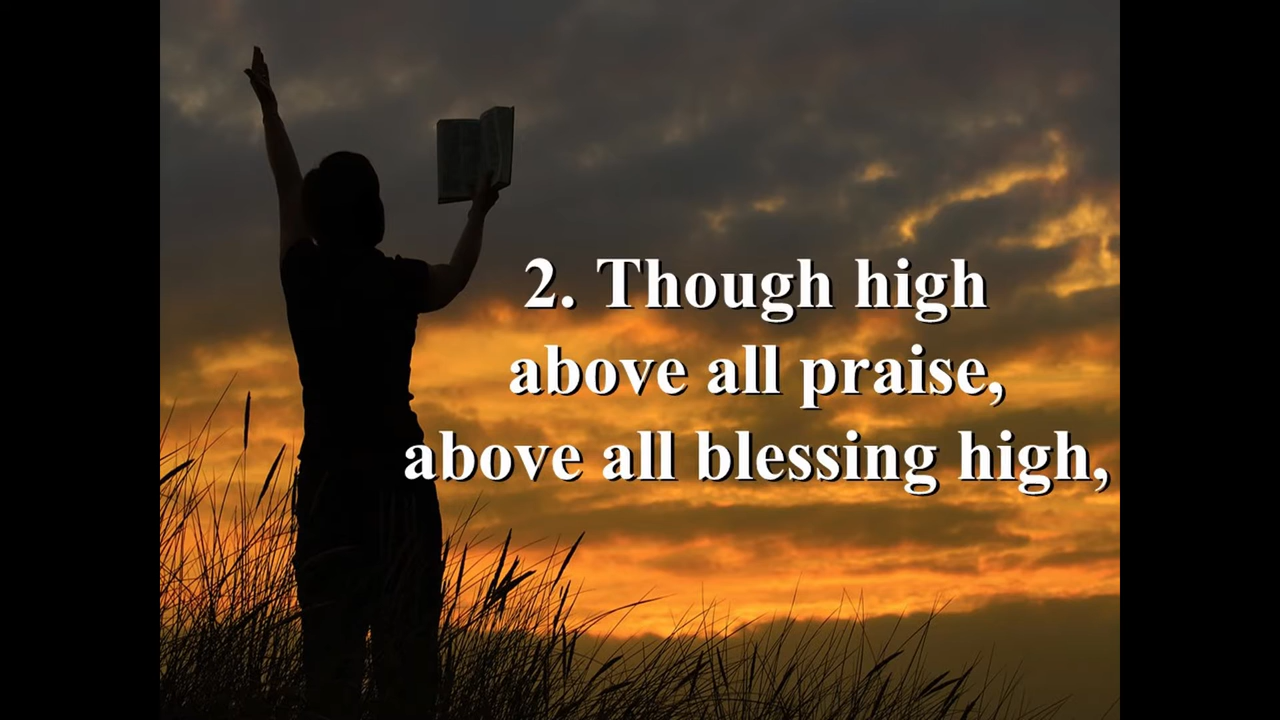 2. Though high
above all praise,
above all blessing high,